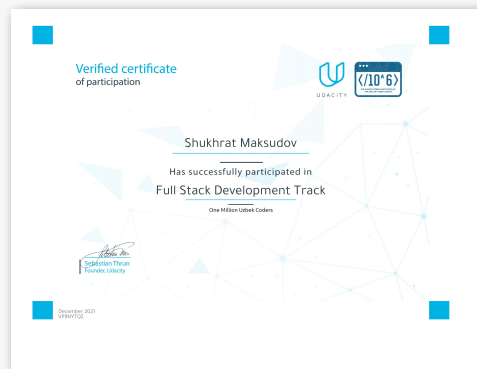 Verified certificate
of participation
UDACITY
</10^6>
Shukhrat Maksudov
Has successfully participated in
Full Stack Development Track
One Million Uzbek Coders
Sebastian Thrun
Founder, Udacity
December 2021